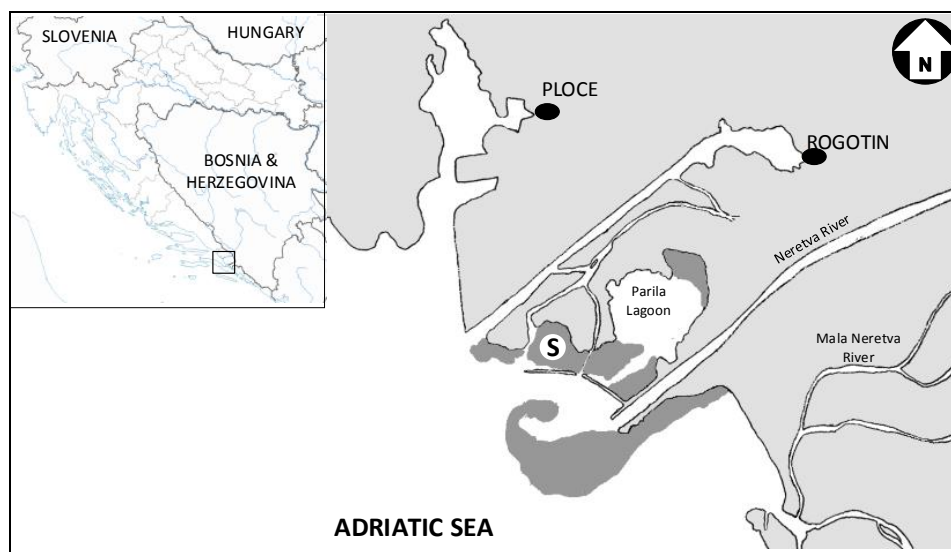 SLOVENIA
HUNGARY
BOSNIA &
HERZEGOVINA
N
PLOCE
ROGOTIN
Neretva River
Parila
Lagoon
Mala Neretva
River
S
ADRIATIC SEA